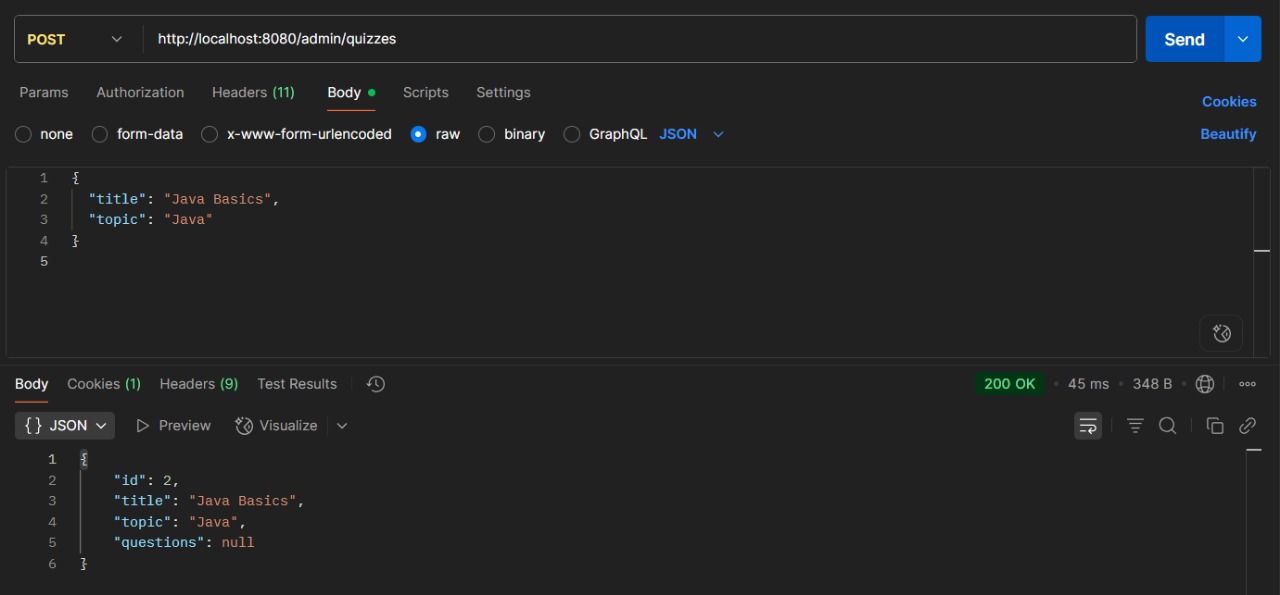 POST http://localhost:8080/admin/quizzes Send
Params Authorization Headers (11) Body Scripts Settings
Cookies
none form-data x-www-form-urlencoded raw binary GraphQL JSON
Beautify
1 {
2 "title": "Java Basics",
3 "topic": "Java"
4 }
5
Body Cookies (1) Headers (9) Test Results 200 OK 45 ms 348 B
{} JSON Preview Visualize
1 {
2 "id": 2,
3 "title": "Java Basics",
4 "topic": "Java",
5 "questions": null
6 }